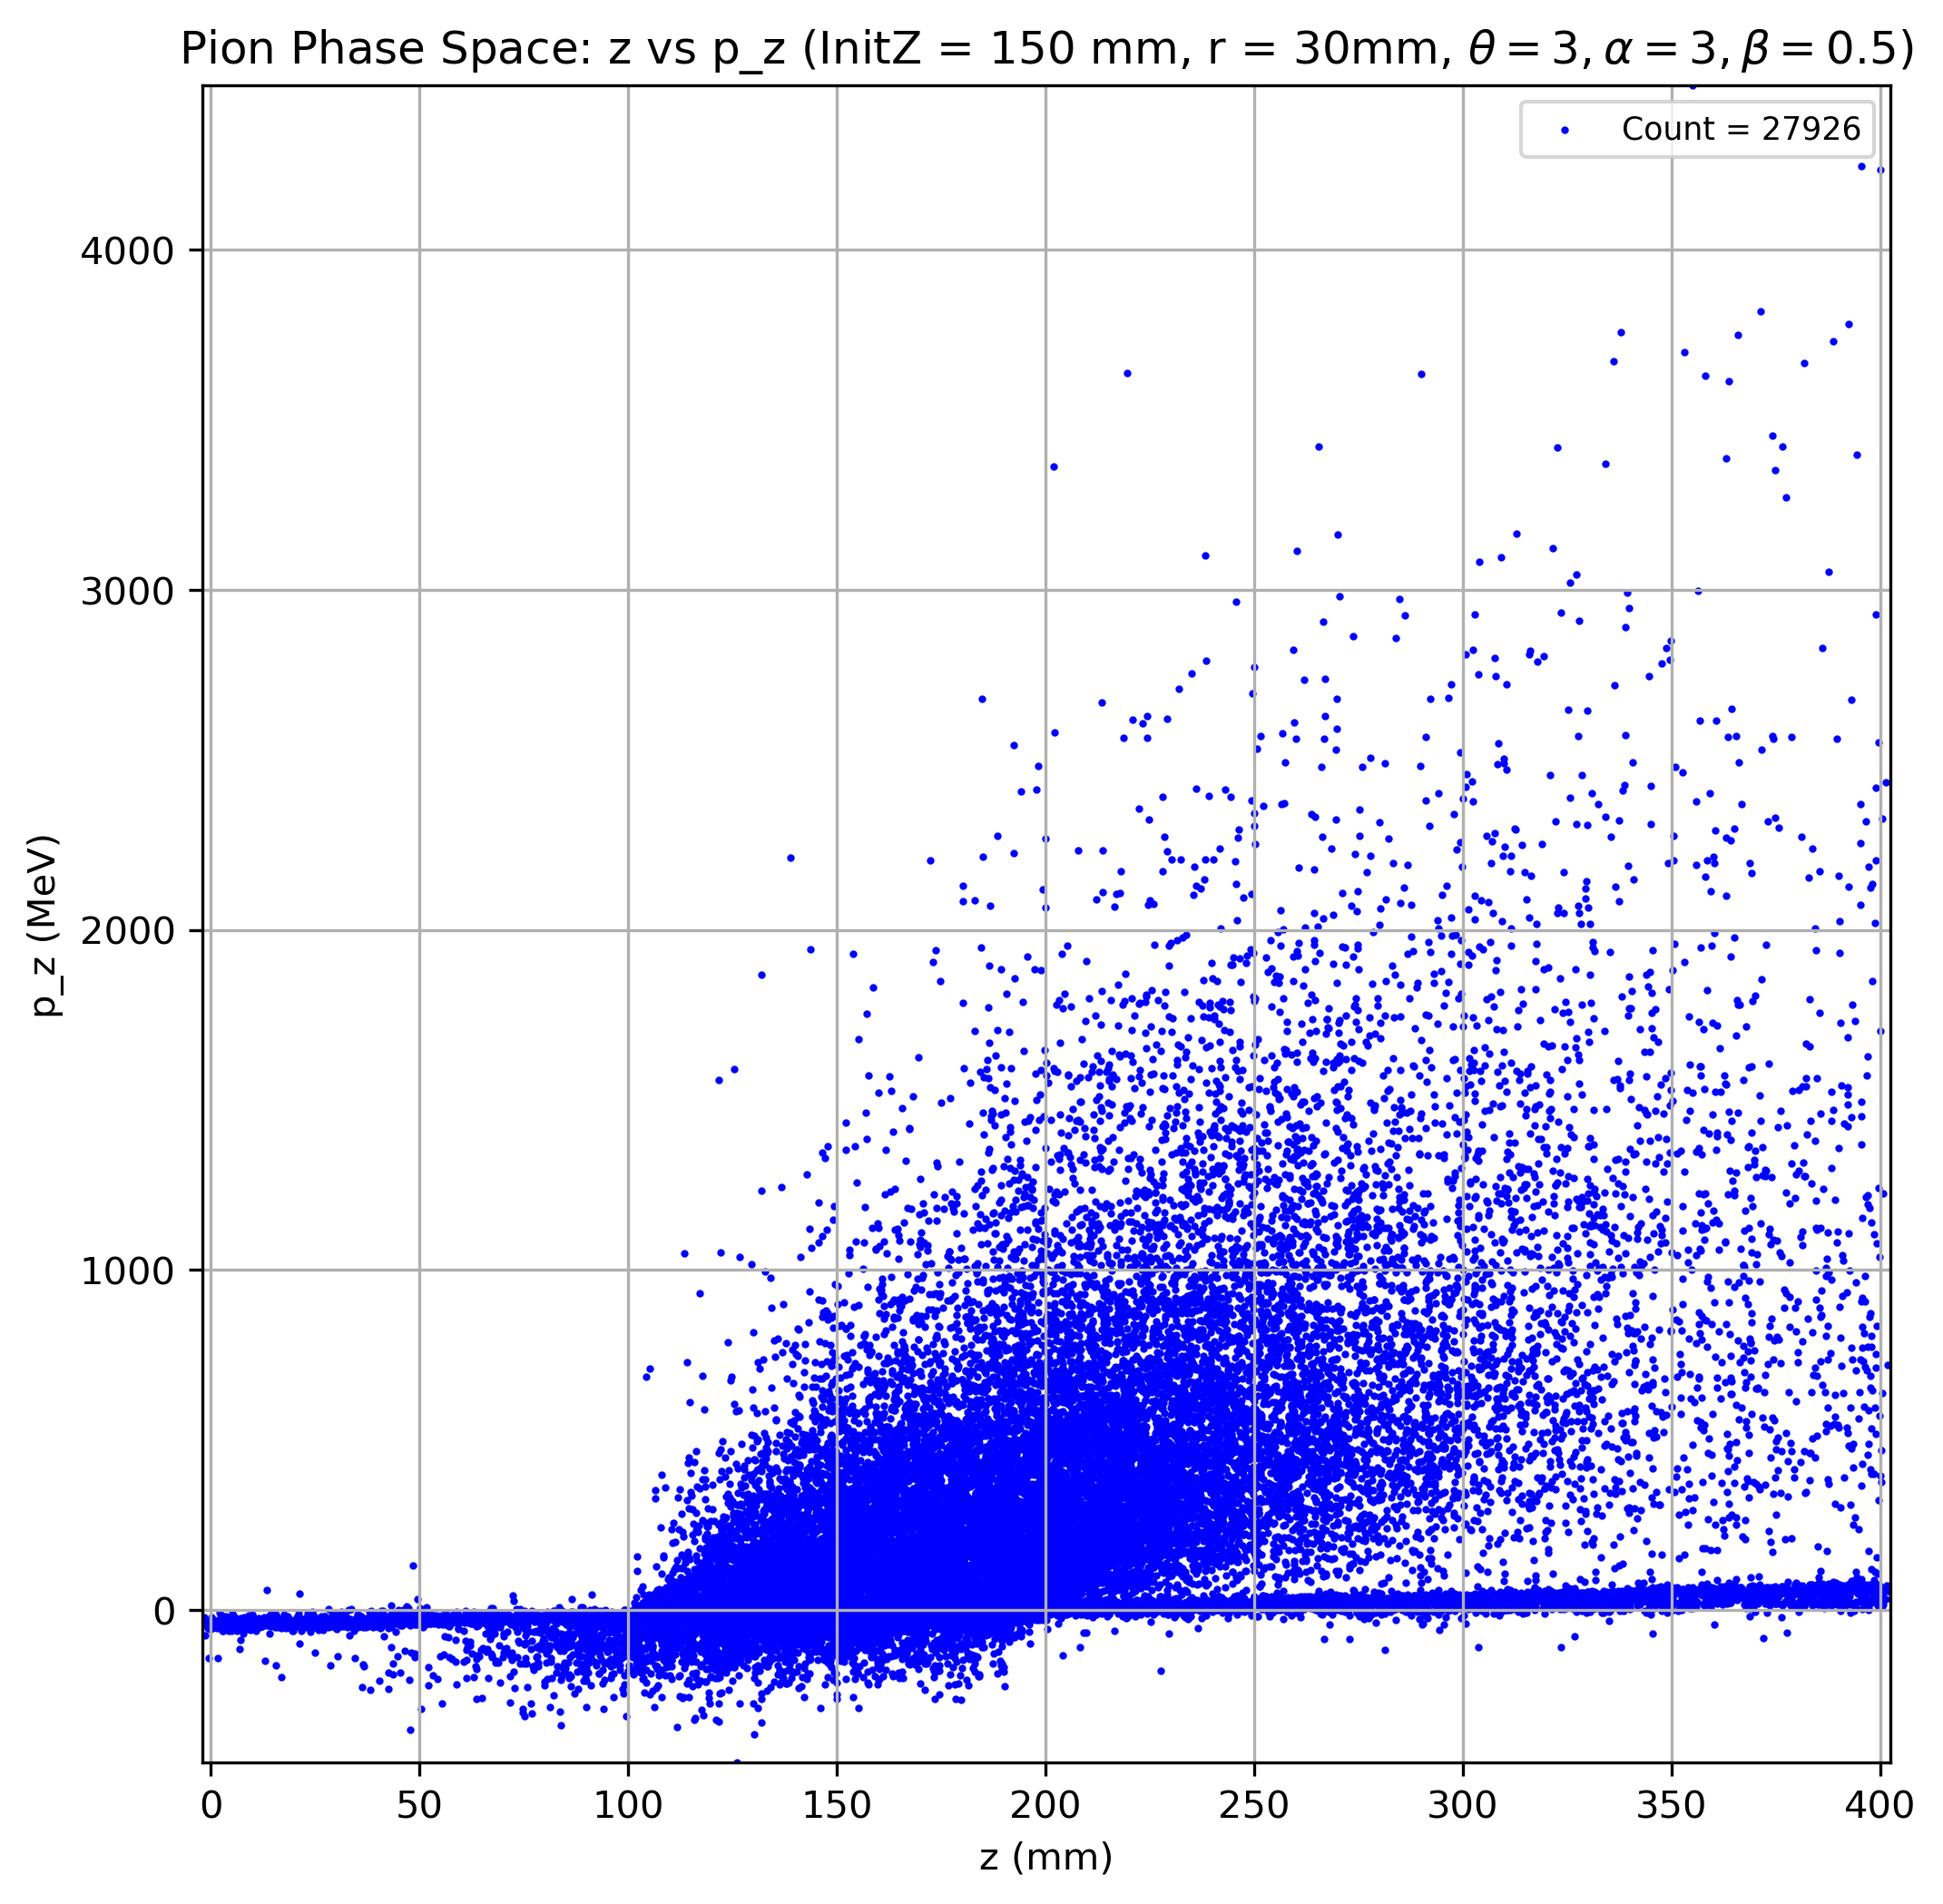 Pion Phase Space: z vs p_z (InitZ = 150 mm, r = 30mm, θ = 3, α = 3, β = 0.5)
Count = 27926
4000
3000
2000
1000
0
p_z (MeV)
0 50 100 150 200 250 300 350 400
z (mm)